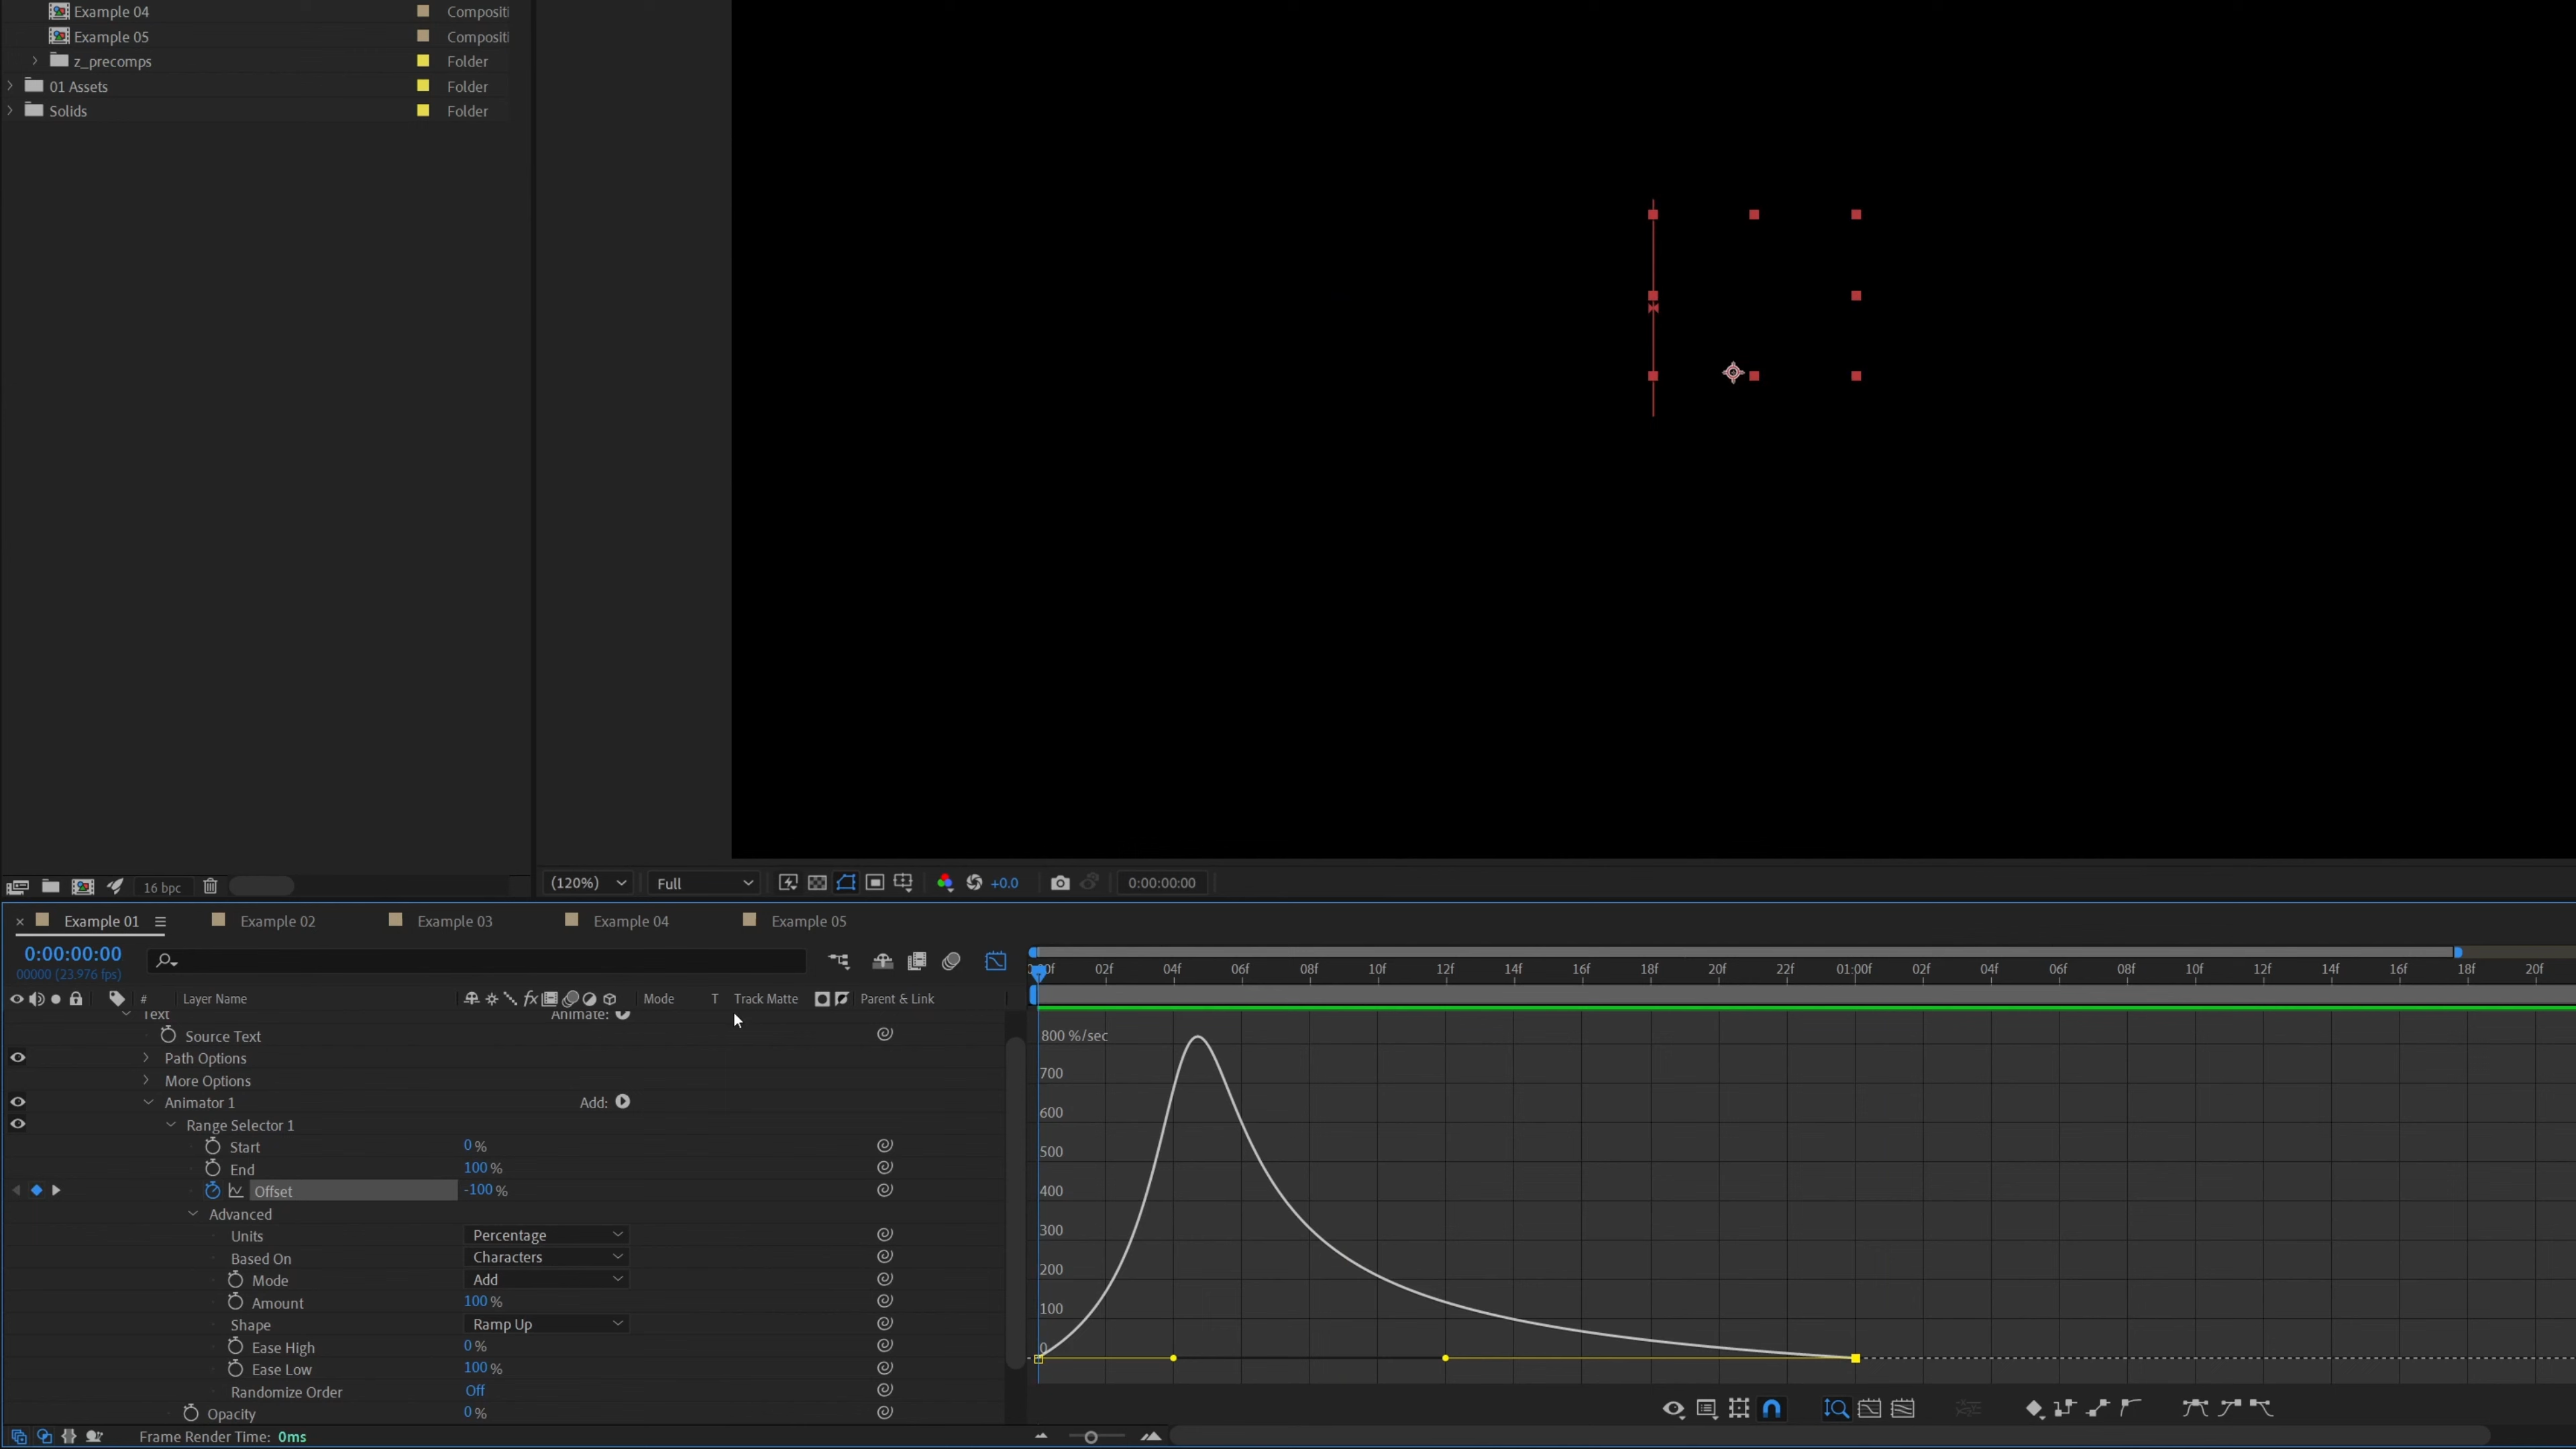 Example 04 Compositi
Example 05 Compositi
z_precomps Folder
01 Assets Folder
Solids Folder
16 bpc
(120%) Full +0.0 0:00:00:00
Example 01 Example 02 Example 03 Example 04 Example 05
0:00:00:00
00000 (23.976 fps)
# Layer Name fx Mode T Track Matte Parent & Link
:00f 02f 04f 06f 08f 10f 12f 14f 16f 18f 20f 22f 01:00f 02f 04f 06f 08f 10f 12f 14f 16f 18f 20f
Text Animate:
Source Text
Path Options
More Options
Animator 1 Add:
Range Selector 1
Start 0 %
End 100 %
Offset -100 %
Advanced
Units Percentage
Based On Characters
Mode Add
Amount 100 %
Shape Ramp Up
Ease High 0 %
Ease Low 100 %
Randomize Order Off
Opacity 0 %
800 %/sec
700
600
500
400
300
200
100
0
Frame Render Time: 0ms